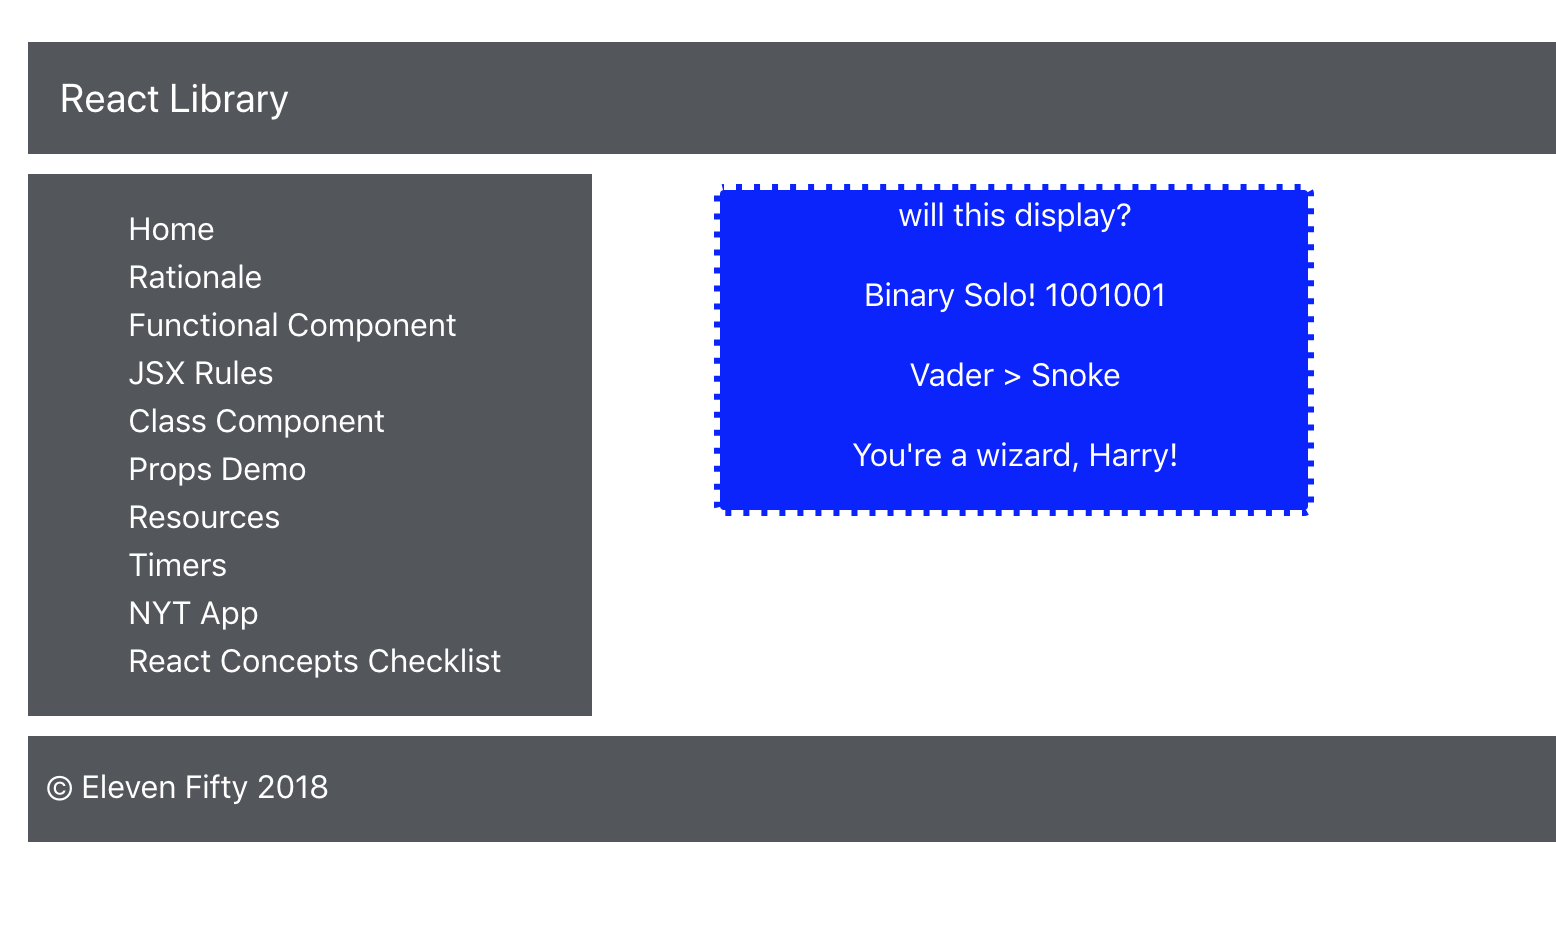 React Library
Home
Rationale
Functional Component
JSX Rules
Class Component
Props Demo
Resources
Timers
NYT App
React Concepts Checklist
will this display?
Binary Solo! 1001001
Vader > Snoke
You're a wizard, Harry!
© Eleven Fifty 2018